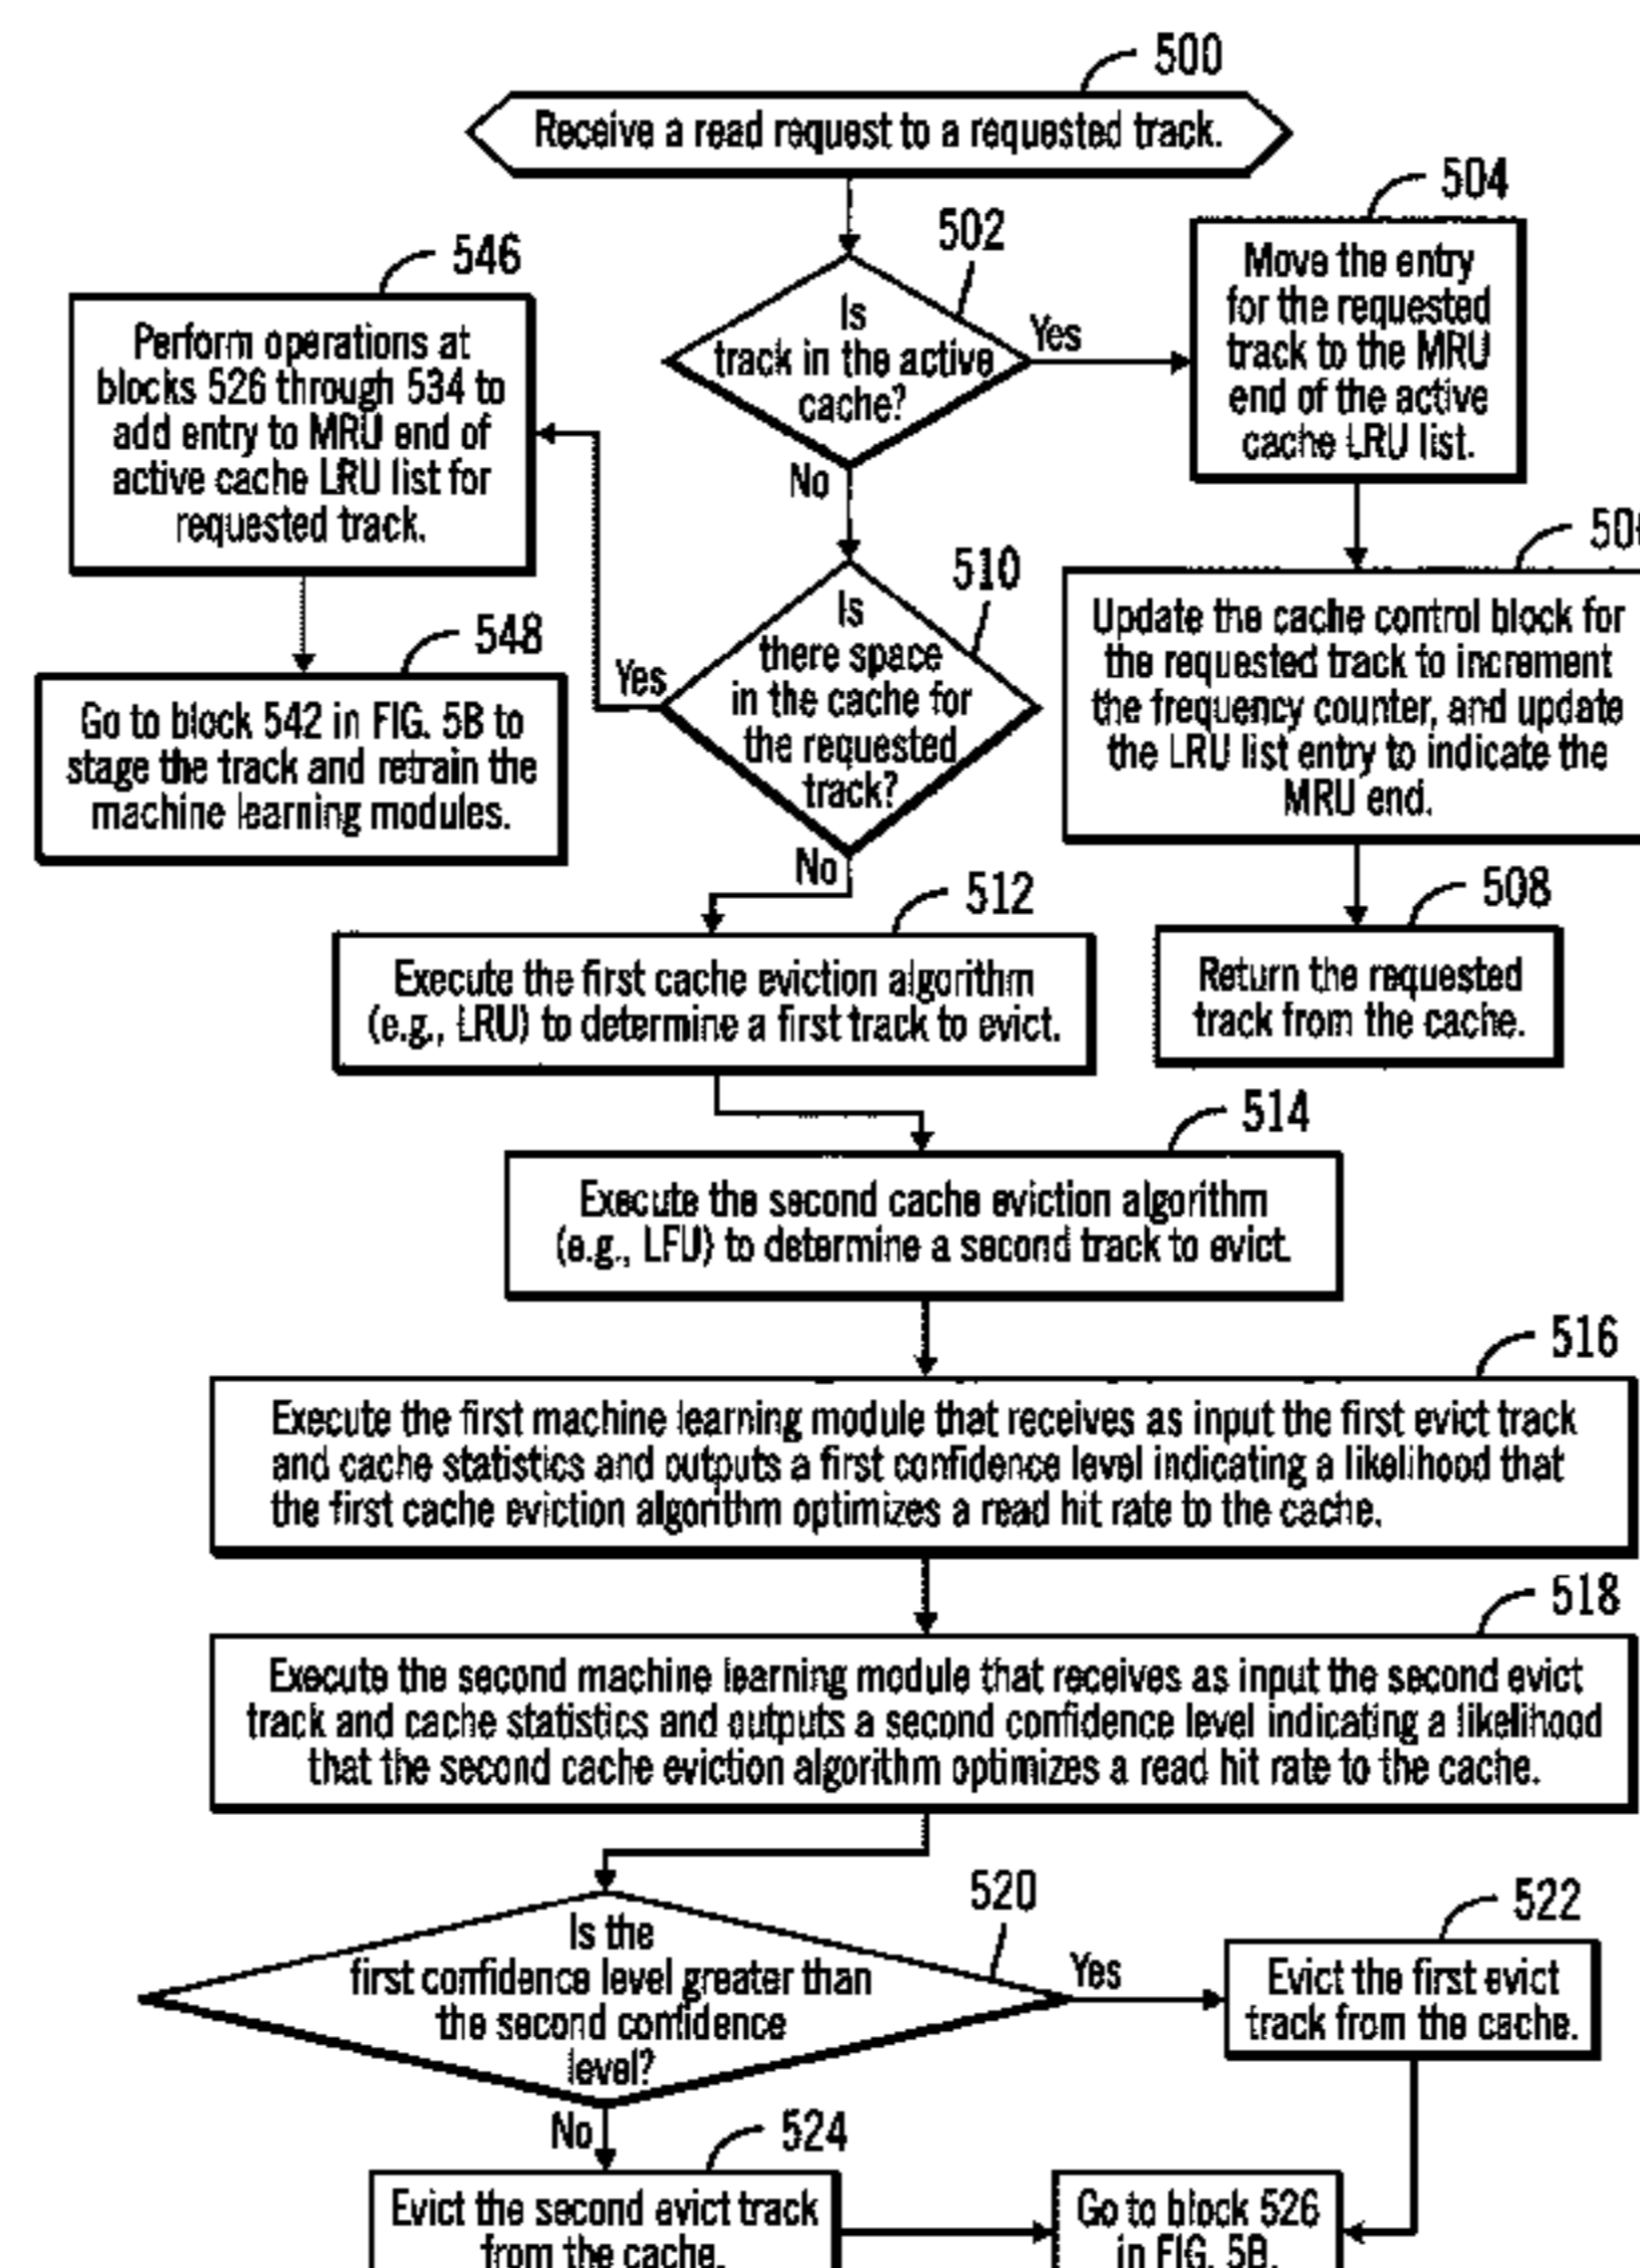 500
Receive a read request to a requested track.
502
Is
track in the active
cache?
Yes
No
504
Move the entry
for the requested
track to the MRU
end of the active
cache LRU list.
546
Perform operations at
blocks 526 through 534 to
add entry to MRU end of
active cache LRU list for
requested track.
548
Go to block 542 in FIG. 5B to
stage the track and retrain the
machine learning modules.
510
Is
there space
in the cache for
the requested
track?
Yes
No
Update the cache control block for
the requested track to increment
the frequency counter, and update
the LRU list entry to indicate the
MRU end.
508
Return the requested
track from the cache.
512
Execute the first cache eviction algorithm
(e.g., LRU) to determine a first track to evict.
514
Execute the second cache eviction algorithm
(e.g., LFU) to determine a second track to evict.
516
Execute the first machine learning module that receives as input the first evict track
and cache statistics and outputs a first confidence level indicating a likelihood that
the first cache eviction algorithm optimizes a read hit rate to the cache.
518
Execute the second machine learning module that receives as input the second evict
track and cache statistics and outputs a second confidence level indicating a likelihood
that the second cache eviction algorithm optimizes a read hit rate to the cache.
520
Is the
first confidence level greater than
the second confidence
level?
Yes
No
522
Evict the first evict
track from the cache.
524
Evict the second evict track
from the cache.
Go to block 526
in FIG. 5B.